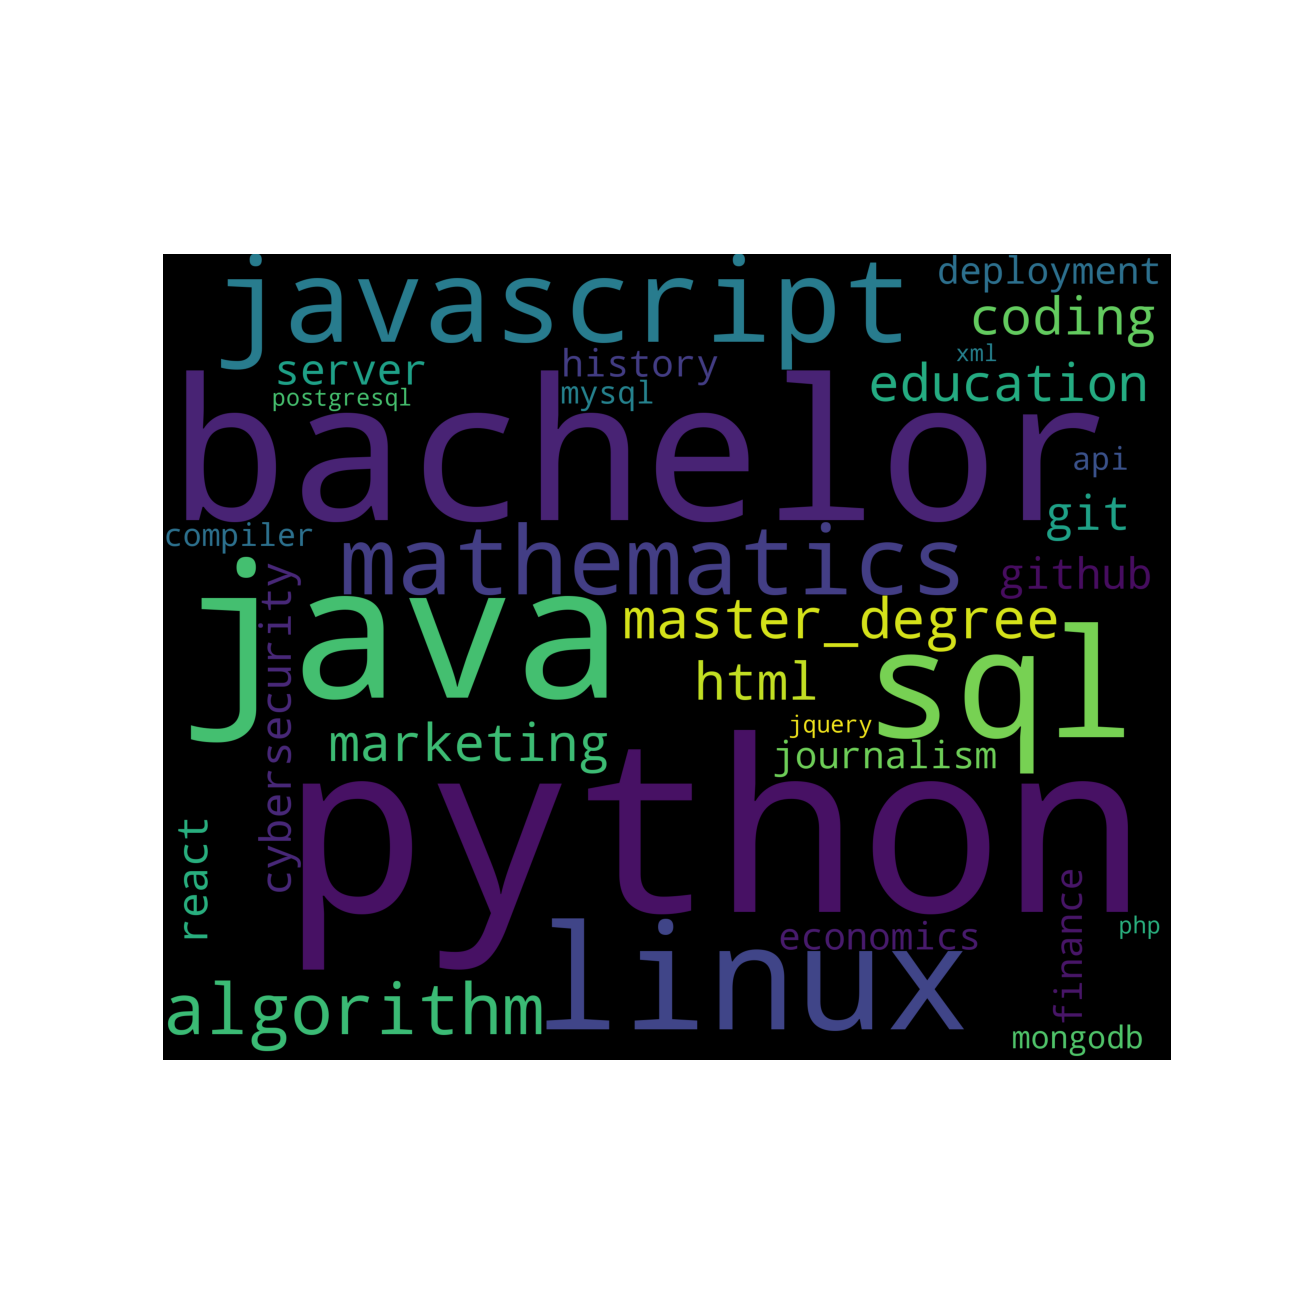 javascript
deployment
coding
xml
server
history
education
postgresql
mysql
bachelor
api
git
compiler
mathematics
github
cybersecurity
java
master_degree
sql
html
jquery
marketing
journalism
python
react
finance
php
economics
linux
algorithm
mongodb